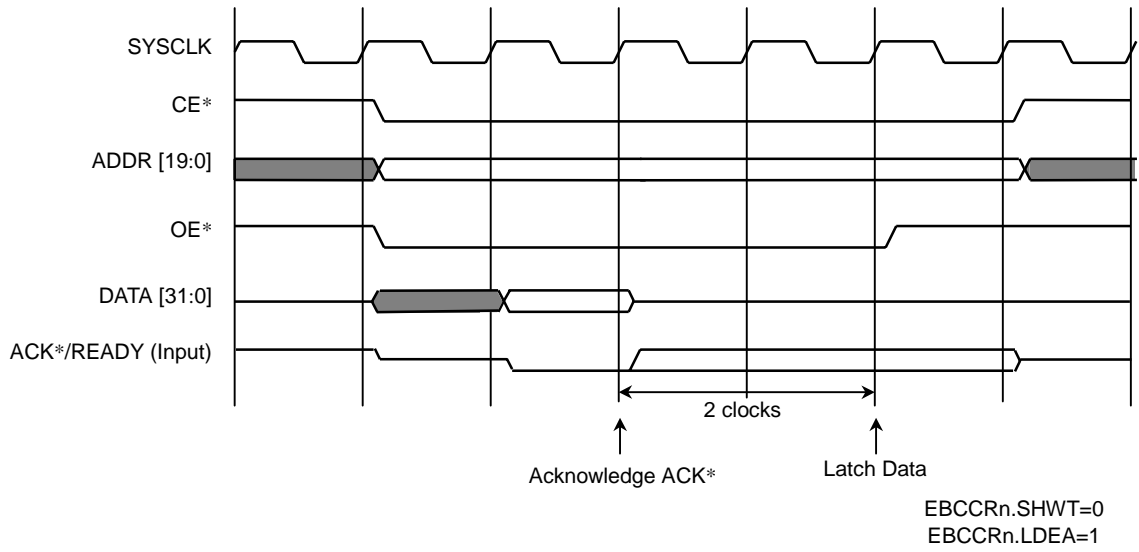 SYSCLK
CE*
ADDR [19:0]
OE*
DATA [31:0]
ACK*/READY (Input)
2 clocks
Acknowledge ACK*
Latch Data
EBCCRn.SHWT=0
EBCCRn.LDEA=1